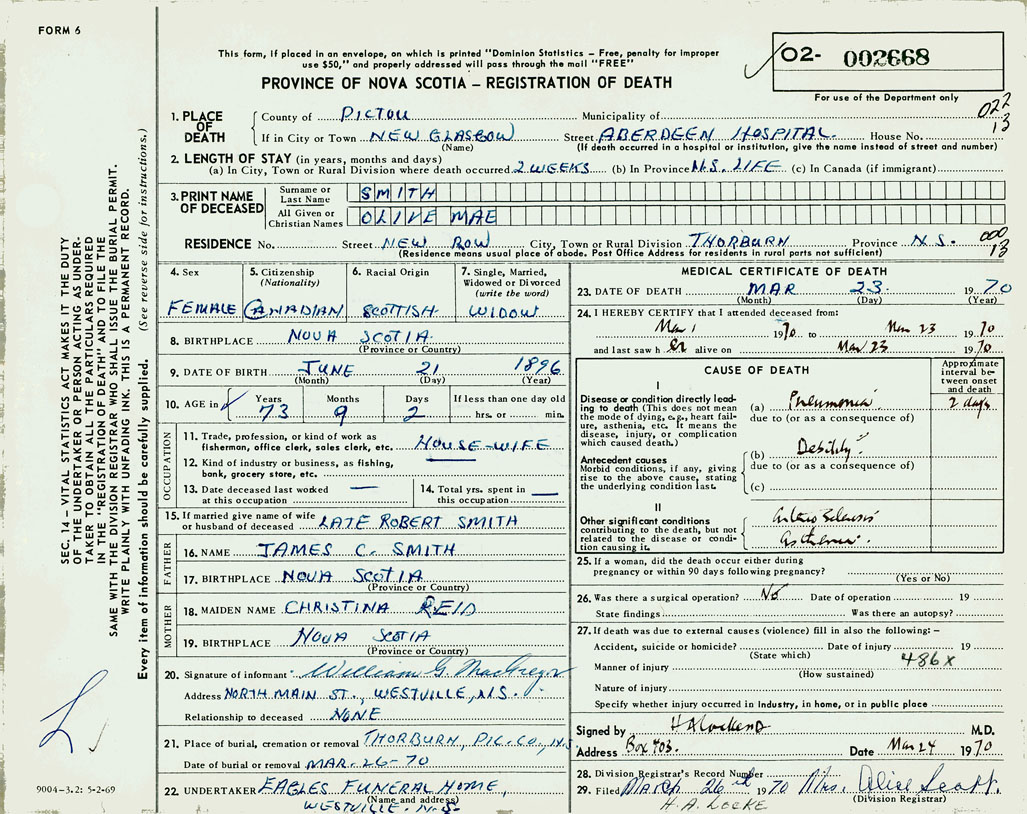 FORM 6
This form, if placed in an envelope, on which is printed "Dominion Statistics – Free, penalty for improper
use $50," and properly addressed will pass through the mail "FREE"
PROVINCE OF NOVA SCOTIA – REGISTRATION OF DEATH
02- 002668
For use of the Department only
022
13
1. PLACE OF DEATH
County of PICTOU Municipality of
If in City or Town NEW GLASGOW Street ABERDEEN HOSPITAL House No.
(Name) (If death occurred in a hospital or institution, give the name instead of street and number)
2. LENGTH OF STAY (in years, months and days)
(a) In City, Town or Rural Division where death occurred 2 WEEKS (b) In Province N.S. LIFE (c) In Canada (if immigrant)
3. PRINT NAME OF DECEASED
Surname or Last Name SMITH
All Given or Christian Names OLIVE MAE
RESIDENCE No. Street NEW ROW City, Town or Rural Division THORBURN Province N.S.
000
13
(Residence means usual place of abode. Post Office Address for residents in rural parts not sufficient)
4. Sex
FEMALE
5. Citizenship
(Nationality)
CANADIAN
6. Racial Origin
SCOTTISH
7. Single, Married,
Widowed or Divorced
(write the word)
WIDOW
8. BIRTHPLACE NOVA SCOTIA
(Province or Country)
9. DATE OF BIRTH JUNE 21 1896
(Month) (Day) (Year)
10. AGE in
Years Months Days If less than one day old
73 9 2 hrs. or min.
OCCUPATION
11. Trade, profession, or kind of work as
fisherman, office clerk, sales clerk, etc. HOUSE-WIFE
12. Kind of industry or business, as fishing,
bank, grocery store, etc. —
13. Date deceased last worked
at this occupation —
14. Total yrs. spent in
this occupation —
15. If married give name of wife
or husband of deceased LATE ROBERT SMITH
FATHER
16. NAME JAMES C. SMITH
17. BIRTHPLACE NOVA SCOTIA
(Province or Country)
MOTHER
18. MAIDEN NAME CHRISTINA REID
19. BIRTHPLACE NOVA SCOTIA
(Province or Country)
20. Signature of informant William G. MacGregor
Address NORTH MAIN ST., WESTVILLE, N.S.
Relationship to deceased NONE
21. Place of burial, cremation or removal THORBURN, PIC. CO, N.S
Date of burial or removal MAR. 26-70
22. UNDERTAKER EAGLES FUNERAL HOME,
(Name and address)
WESTVILLE. N.S.
MEDICAL CERTIFICATE OF DEATH
23. DATE OF DEATH MAR 23 1970
(Month) (Day) (Year)
24. I HEREBY CERTIFY that I attended deceased from:
Mar 1 1970 to Mar 23 1970
and last saw h er alive on Mar 23 1970
CAUSE OF DEATH
Approximate
interval be-
tween onset
and death
I
Disease or condition directly lead-
ing to death (This does not mean
the mode of dying, e.g., heart fail-
ure, asthenia, etc. It means the
disease, injury, or complication
which caused death.)
(a) Pneumonia 2 days
due to (or as a consequence of)
Antecedent causes
Morbid conditions, if any, giving
rise to the above cause, stating
the underlying condition last.
(b) Debility
due to (or as a consequence of)
(c)
II
Other significant conditions
contributing to the death, but not
related to the disease or condi-
tion causing it.
25. If a woman, did the death occur either during
pregnancy or within 90 days following pregnancy?
(Yes or No)
26. Was there a surgical operation? No Date of operation 19
State findings Was there an autopsy?
27. If death was due to external causes (violence) fill in also the following: –
Accident, suicide or homicide? Date of injury 19
(State which)
486x
Manner of injury
(How sustained)
Nature of injury
Specify whether injury occurred in Industry, in home, or in public place
Signed by M.D.
Address Box 403. Date Mar 24 1970
28. Division Registrar's Record Number
29. Filed March 26th 1970 Mrs. Alice Scott.
(Division Registrar)
H. A. LOCKE
SEC. 14 – VITAL STATISTICS ACT MAKES IT THE DUTY
OF THE UNDERTAKER OR PERSON ACTING AS UNDER-
TAKER TO OBTAIN ALL THE PARTICULARS REQUIRED
IN THE "REGISTRATION OF DEATH" AND TO FILE THE
SAME WITH THE DIVISION REGISTRAR WHO SHALL ISSUE THE BURIAL PERMIT.
WRITE PLAINLY WITH UNFADING INK. THIS IS A PERMANENT RECORD.
Every item of information should be carefully supplied. (See reverse side for instructions.)
9004-3.2: 5-2-69